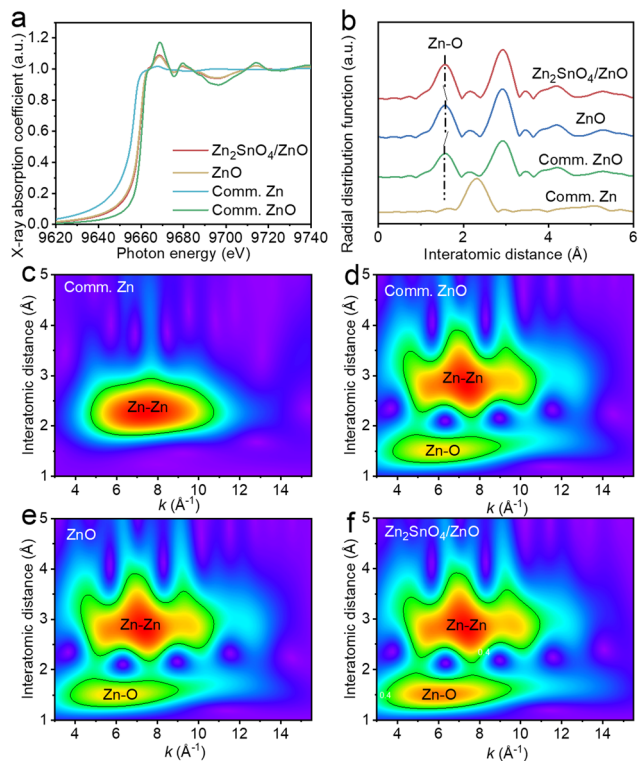 a
X-ray absorption coefficient (a.u.)
1.2
1.0
0.8
0.6
0.4
0.2
0.0
Zn₂SnO₄/ZnO
ZnO
Comm. Zn
Comm. ZnO
9620 9640 9660 9680 9700 9720 9740
Photon energy (eV)
b
Radial distribution function (a.u.)
Zn-O
Zn₂SnO₄/ZnO
ZnO
Comm. ZnO
Comm. Zn
0 2 4 6
Interatomic distance (Å)
c
Comm. Zn
Interatomic distance (Å)
5
4
3
2
1
Zn-Zn
4 6 8 10 12 14
k (Å⁻¹)
d
Comm. ZnO
Interatomic distance (Å)
5
4
3
2
1
Zn-Zn
Zn-O
4 6 8 10 12 14
k (Å⁻¹)
e
ZnO
Interatomic distance (Å)
5
4
3
2
1
Zn-Zn
Zn-O
4 6 8 10 12 14
k (Å⁻¹)
f
Zn₂SnO₄/ZnO
Interatomic distance (Å)
5
4
3
2
1
Zn-Zn
0.4
0.4
Zn-O
4 6 8 10 12 14
k (Å⁻¹)